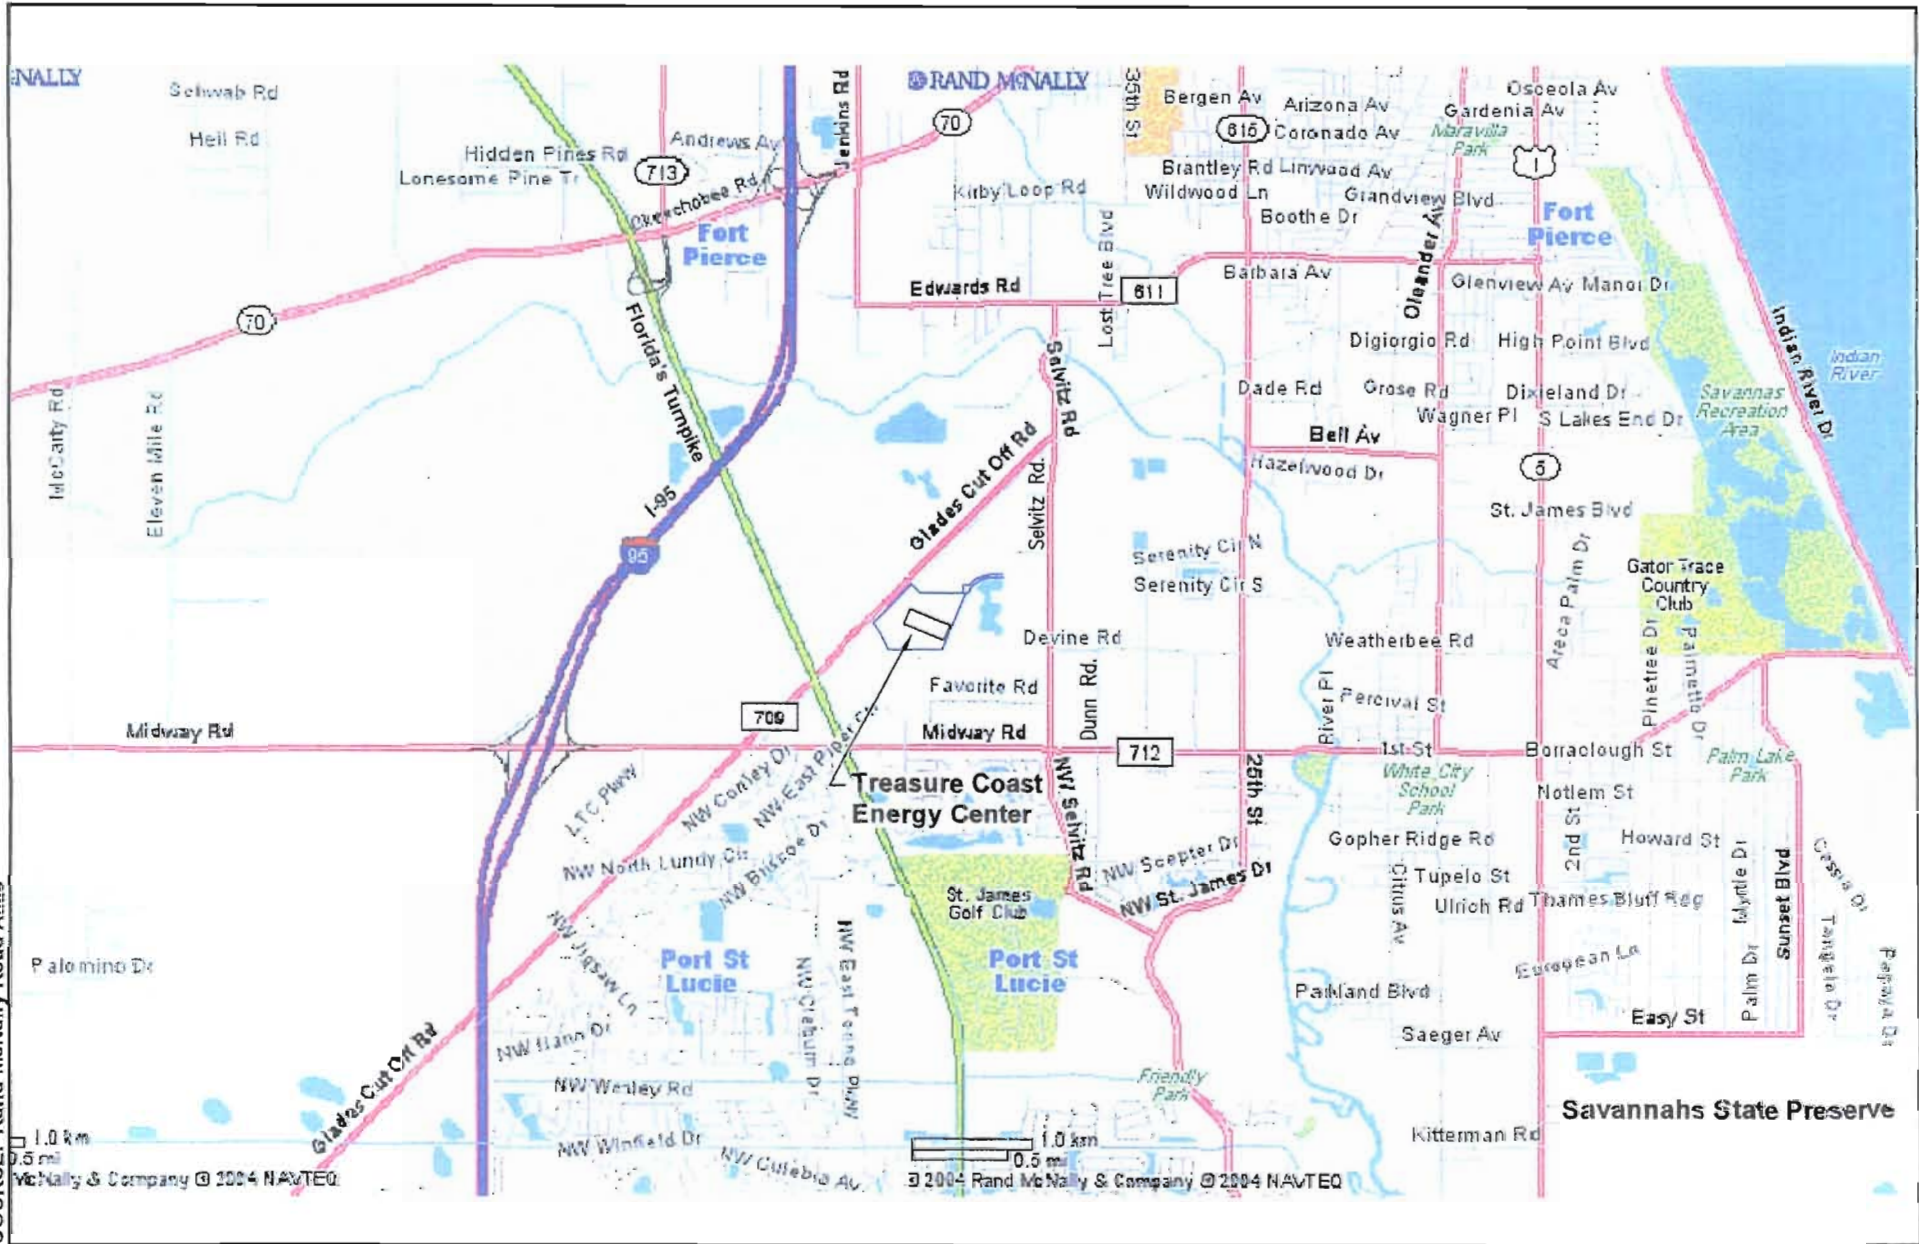 RAND MCNALLY
Schwab Rd
Hell Rd
Hidden Pines Rd
Lonesome Pine Tr
713
Andrews Av
Okeechobee Rd
Jenkins Rd
70
35th St
Bergen Av
Arizona Av
Osceola Av
Gardenia Av
615
Coronado Av
Maravilla
Park
1
Brantley Rd
Linwood Av
Kirby Loop Rd
Wildwood Ln
Grandview Blvd
Boothe Dr
Fort
Pierce
Fort
Pierce
Oleander Av
Lost Tree Blvd
Barbara Av
Glenview Av
Manor Dr
Edwards Rd
611
70
Florida's Turnpike
Selvitz Rd
Digiorgio Rd
High Point Blvd
Indian River Dr
Indian
River
McCarty Rd
Eleven Mile Rd
Dade Rd
Grose Rd
Dixieland Dr
Wagner Pl
S Lakes End Dr
Savannas
Recreation
Area
Bell Av
Hazelwood Dr
5
Glades Cut Off Rd
Selvitz Rd.
I-95
95
St. James Blvd
Serenity Cir N
Serenity Cir S
Areca Palm Dr
Gator Trace
Country
Club
Devine Rd
Weatherbee Rd
Pinetree Dr
Palmetto Dr
Favorite Rd
Dunn Rd.
River Pl
Percival St
709
Midway Rd
Midway Rd
712
1st St
Borraclough St
NW Conley Dr
NW East Piper Cir
LTC Pkwy
Treasure Coast
Energy Center
NW Selvitz Rd
25th St
White City
School
Park
Palm Lake
Park
Notlem St
2nd St
NW North Lundy Cir
NW Briscoe Dr
Gopher Ridge Rd
Howard St
NW Scepter Dr
NW St. James Dr
Citrus Av
Tupelo St
Ulrich Rd
Thames Bluff Rdg
Myrtle Dr
Sunset Blvd
Cassia Dr
St. James
Golf Club
NW Jigsaw Ln
Port St
Lucie
Port St
Lucie
Palomino Dr
European Ln
Palm Dr
Tangelo Dr
Papaya Dr
Parkland Blvd
NW East Torino Pkwy
Saeger Av
Easy St
Glades Cut Off Rd
NW Wesley Rd
Friendly
Park
Savannahs State Preserve
NW Winfield Dr
NW Culebra Av.
Kitterman Rd
1.0 km
0.5 mi
McNally & Company © 2004 NAVTEQ
1.0 km
0.5 mi
© 2004 Rand McNally & Company © 2004 NAVTEQ